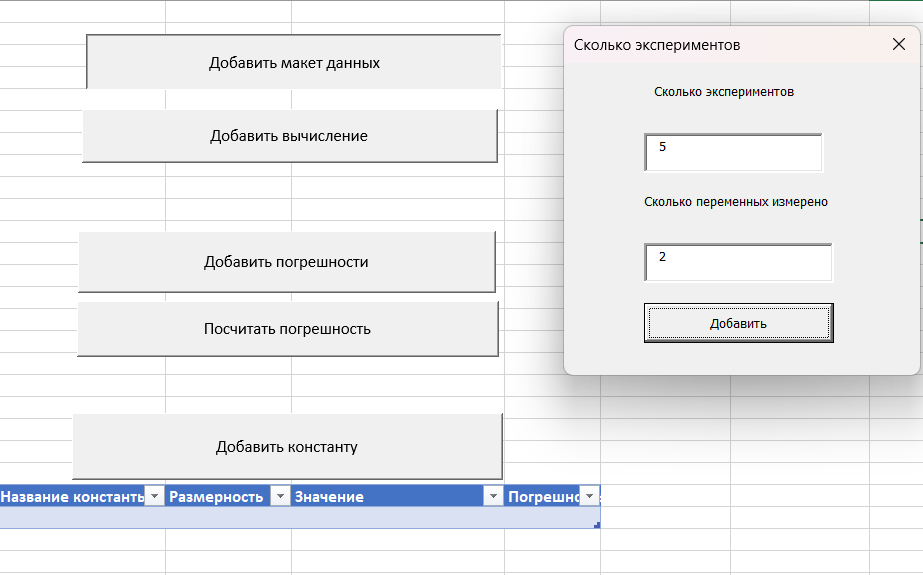 Добавить макет данных
Добавить вычисление
Добавить погрешности
Посчитать погрешность
Добавить константу
Название константы Размерность Значение Погрешно
Сколько экспериментов
Сколько экспериментов
5
Сколько переменных измерено
2
Добавить